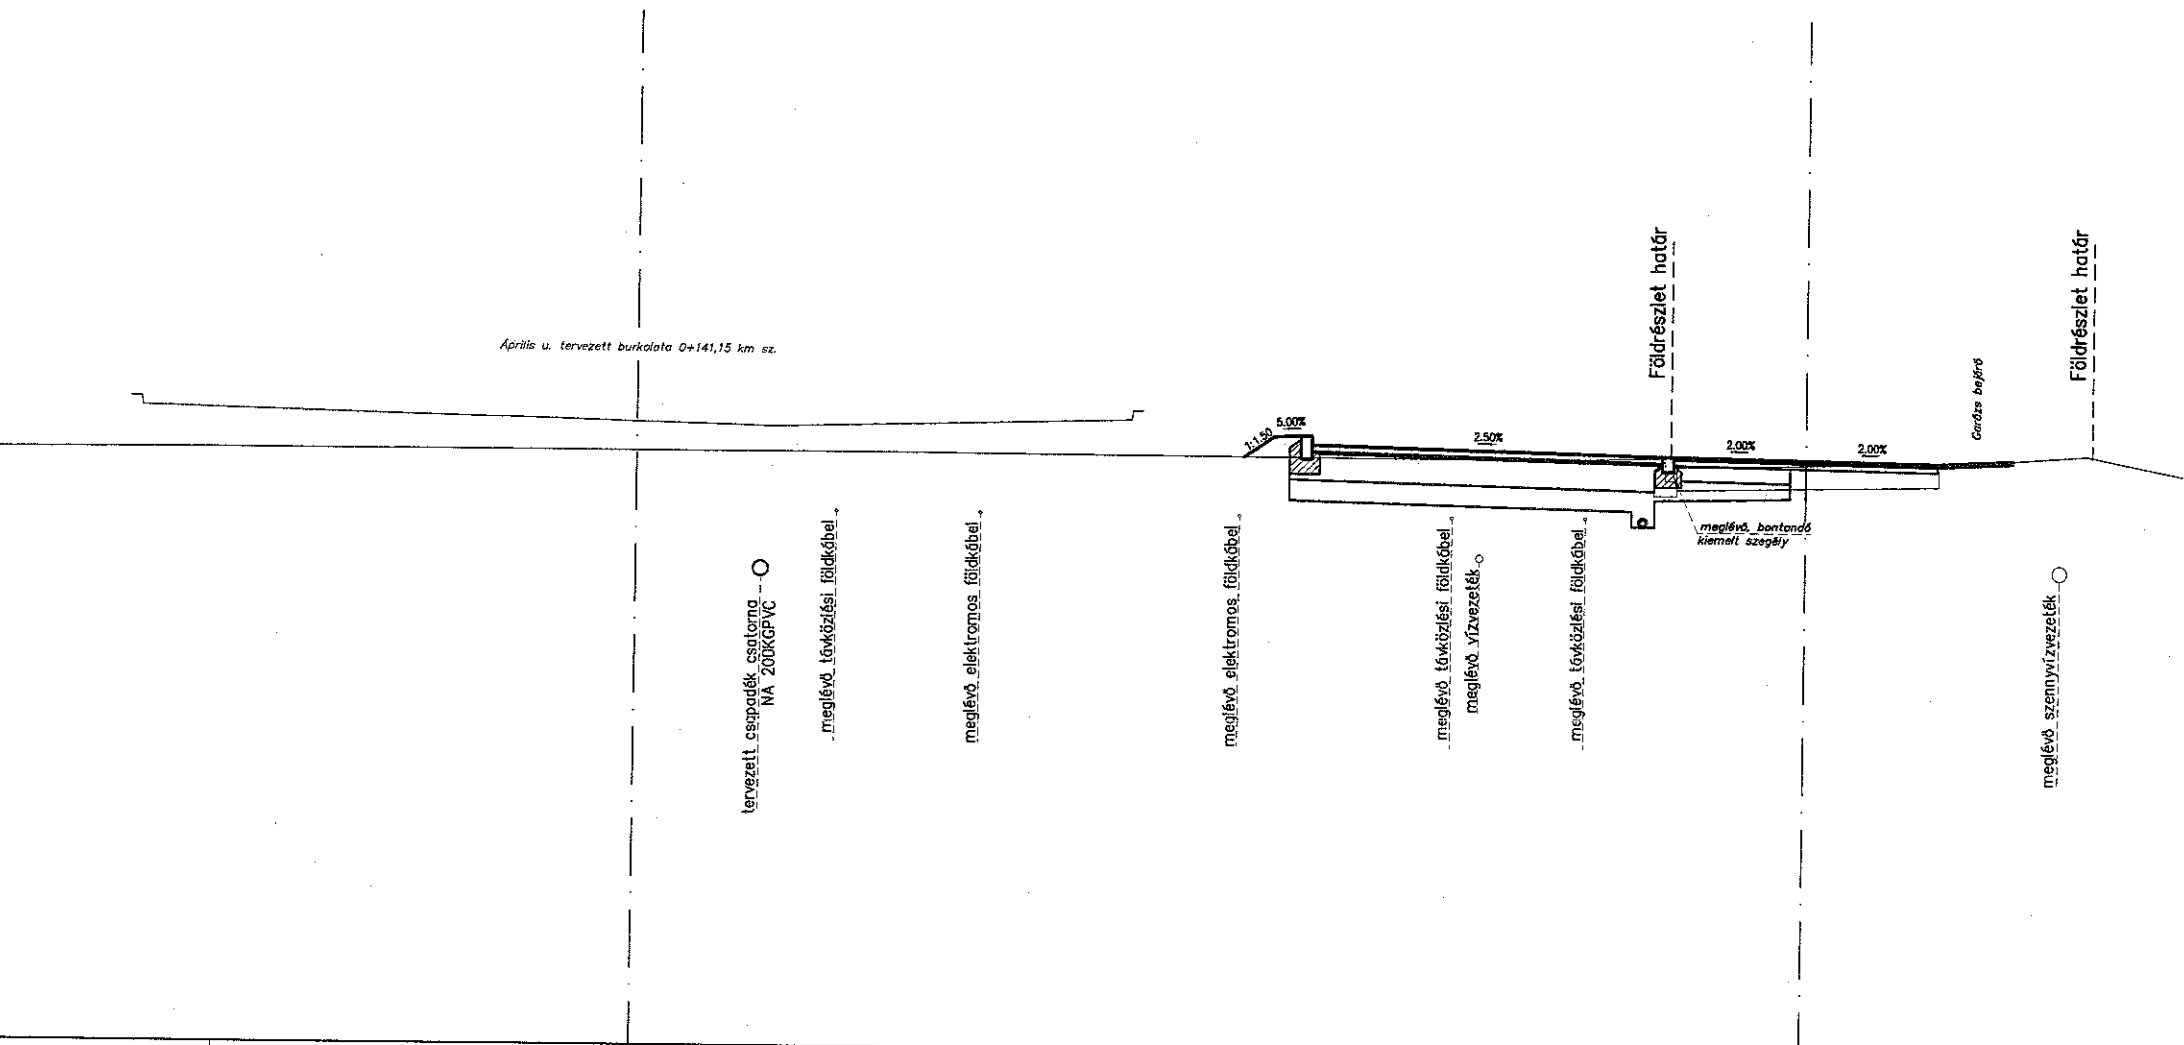 Földrészlet határ
Földrészlet határ
Április u. tervezett burkolata 0+141,15 km sz.
Garázs bejáró
1:1.50
5.00%
2.50%
2.00%
2.00%
meglévő, bontandó
kiemelt szegély
tervezett csapadék csatorna
NA 200KGPVC
meglévő távközlési földkábel
meglévő elektromos földkábel
meglévő elektromos földkábel
meglévő távközlési földkábel
meglévő vízvezeték
meglévő távközlési földkábel
meglévő szennyvízvezeték